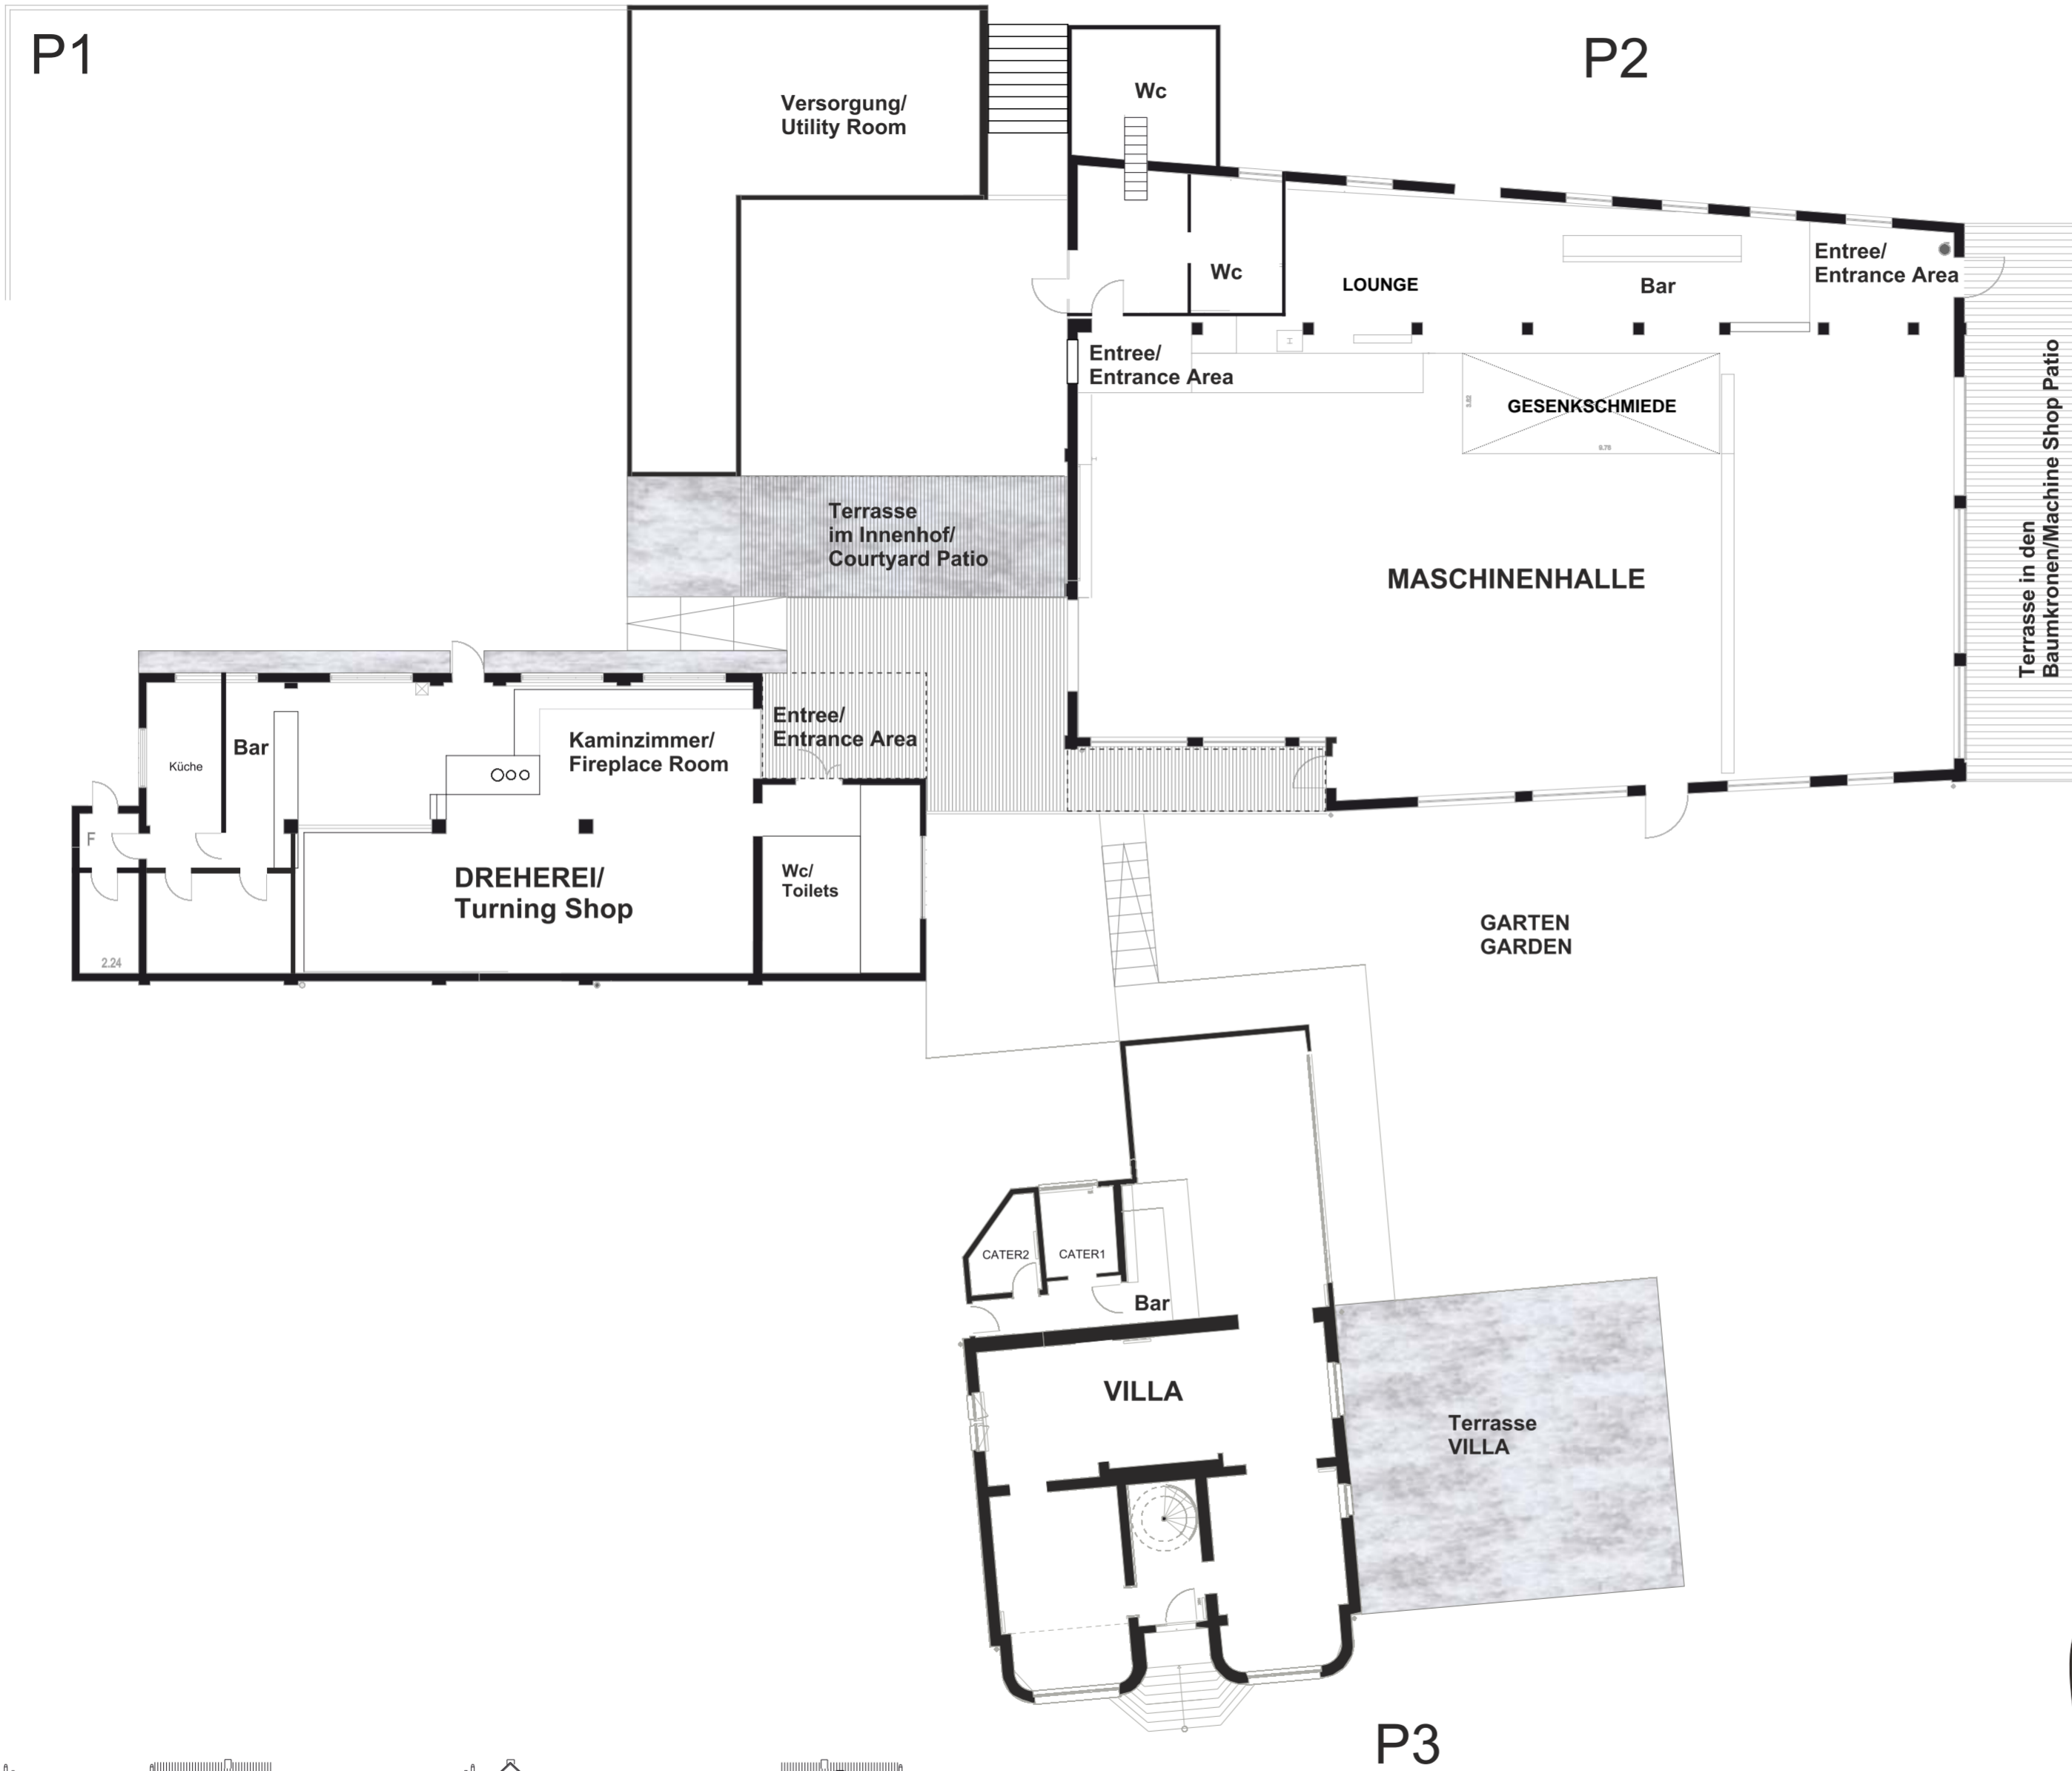 P1
P2
Versorgung/
Utility Room
Wc
Wc
LOUNGE
Bar
Entree/
Entrance Area
Entree/
Entrance Area
GESENKSCHMIEDE
Terrasse
im Innenhof/
Courtyard Patio
MASCHINENHALLE
Terrasse in den
Baumkronen/Machine Shop Patio
Küche
Bar
Kaminzimmer/
Fireplace Room
Entree/
Entrance Area
F
DREHEREI/
Turning Shop
Wc/
Toilets
2.24
GARTEN
GARDEN
CATER2
CATER1
Bar
VILLA
Terrasse
VILLA
P3